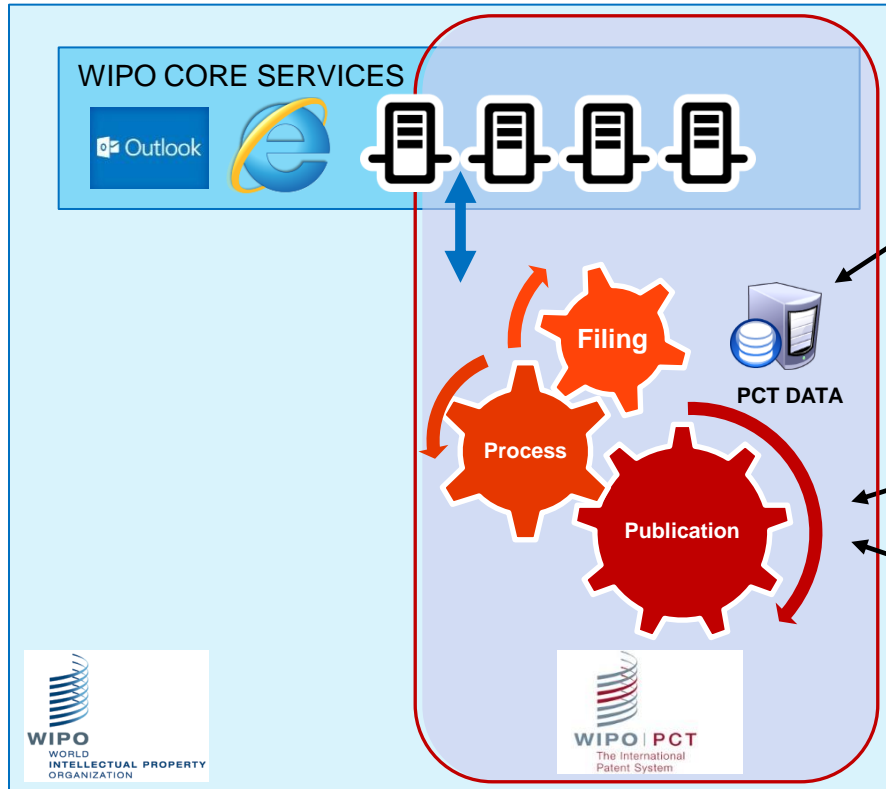 WIPO CORE SERVICES
Outlook
Filing
PCT DATA
Process
Publication
WIPO
WORLD
INTELLECTUAL PROPERTY
ORGANIZATION
WIPO | PCT
The International
Patent System